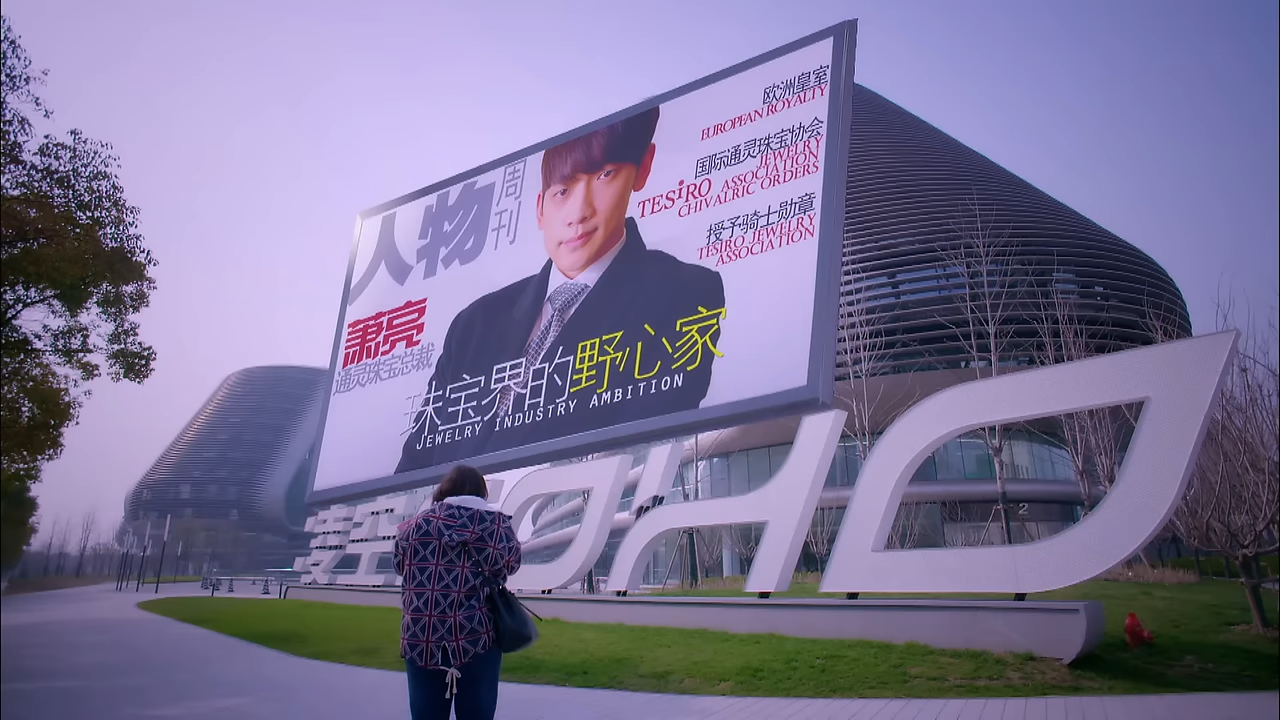 人物
周刊
萧亮
通灵珠宝总裁
珠宝界的野心家
JEWELRY INDUSTRY AMBITION
欧洲皇室
EUROPEAN ROYALTY
国际通灵珠宝协会
JEWELRY
TESiRO ASSOCIATION
CHIVALRIC ORDERS
授予骑士勋章
TESIRO JEWELRY
ASSOCIATION
SOHO
2